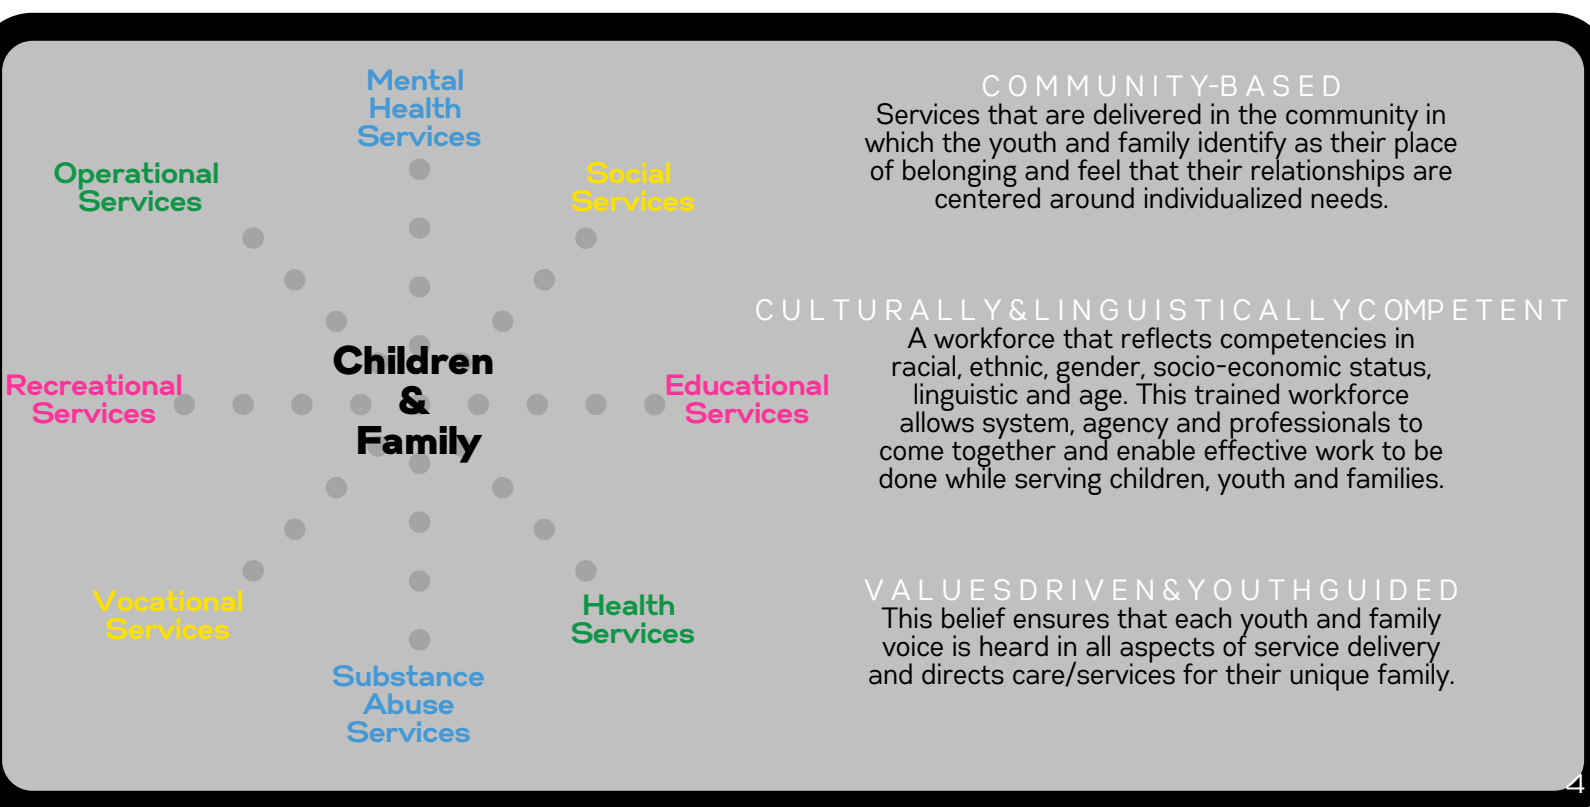 Mental
Health
Services
Operational
Services
Social
Services
Recreational
Services
Children
&
Family
Educational
Services
Vocational
Services
Health
Services
Substance
Abuse
Services
COMMUNITY-BASED
Services that are delivered in the community in
which the youth and family identify as their place
of belonging and feel that their relationships are
centered around individualized needs.
CULTURALLY&LINGUISTICALLYCOMPETENT
A workforce that reflects competencies in
racial, ethnic, gender, socio-economic status,
linguistic and age. This trained workforce
allows system, agency and professionals to
come together and enable effective work to be
done while serving children, youth and families.
VALUESDRIVEN&YOUTHGUIDED
This belief ensures that each youth and family
voice is heard in all aspects of service delivery
and directs care/services for their unique family.
4